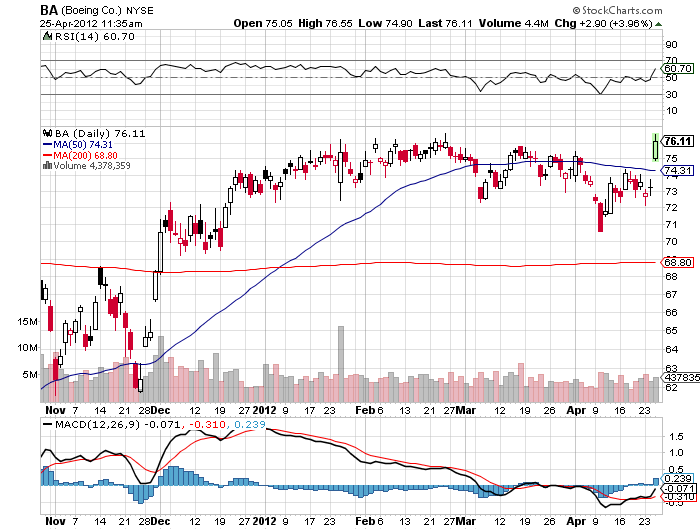 BA (Boeing Co.) NYSE
© StockCharts.com
25-Apr-2012 11:35am
Open 75.05 High 76.55 Low 74.90 Last 76.11 Volume 4.4M Chg +2.90 (+3.96%)
RSI(14) 60.70
90
70
60.70
50
30
10
BA (Daily) 76.11
MA(50) 74.31
MA(200) 68.80
Volume 4,378,359
76.11
75
74.31
73
72
71
70
68.80
68
67
66
65
64
63
62
15M
10M
5M
437835
Nov 7 14 21 28 Dec 12 19 27 2012 9 17 23 Feb 6 13 21 27 Mar 12 19 26 Apr 9 16 23
MACD(12,26,9) -0.071, -0.310, 0.239
1.5
1.0
0.5
0.239
-0.071
-0.310
-0.5
Nov 7 14 21 28 Dec 12 19 27 2012 9 17 23 Feb 6 13 21 27 Mar 12 19 26 Apr 9 16 23